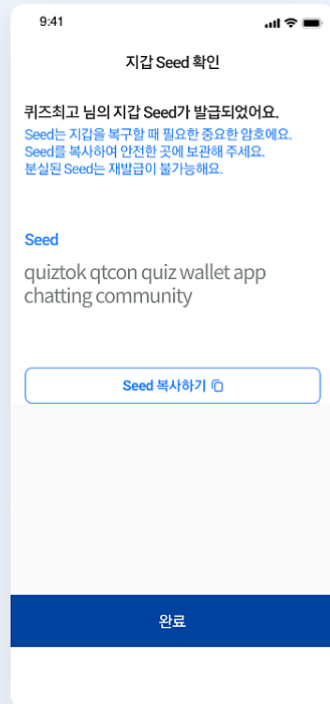 9:41
지갑 Seed 확인
퀴즈최고 님의 지갑 Seed가 발급되었어요.
Seed는 지갑을 복구할 때 필요한 중요한 암호에요.
Seed를 복사하여 안전한 곳에 보관해 주세요.
분실된 Seed는 재발급이 불가능해요.
Seed
quiztok qtcon quiz wallet app
chatting community
Seed 복사하기
완료